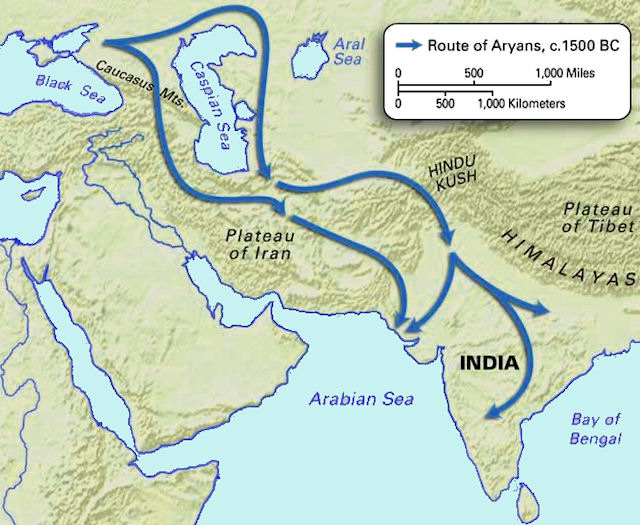 Route of Aryans, c.1500 BC
0 500 1,000 Miles
0 500 1,000 Kilometers
Aral
Sea
Black Sea
Caucasus Mts.
Caspian Sea
HINDU
KUSH
Plateau
of Tibet
HIMALAYAS
Plateau
of Iran
INDIA
Arabian Sea
Bay of
Bengal